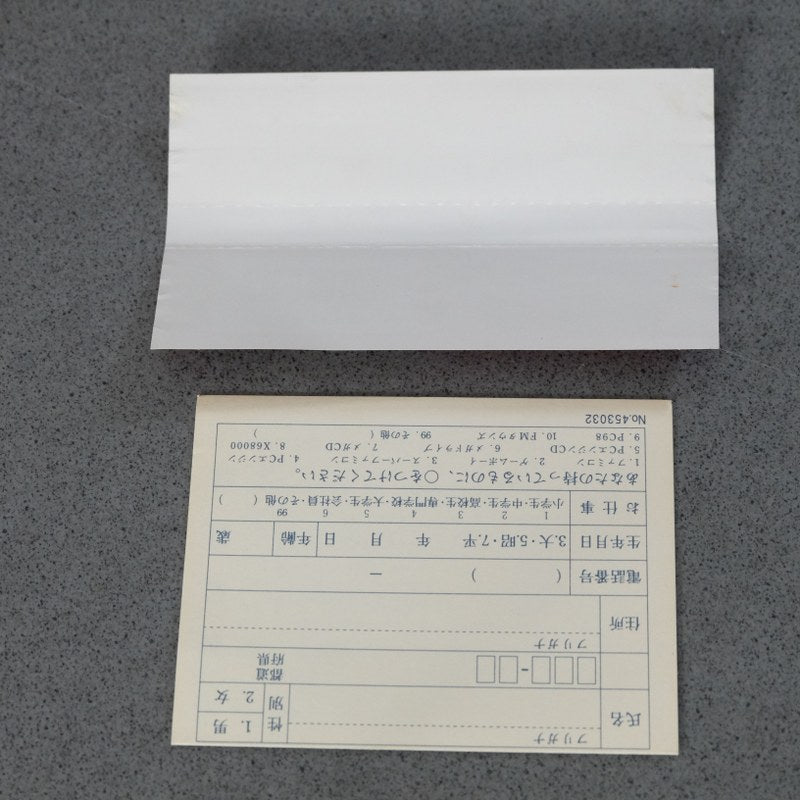 フリガナ
氏名
性別
1. 男
2. 女
都道
府県
フリガナ
住所
電話番号 ( ) －
生年月日 3.大・5.昭・7.平 年 月 日 年齢 歳
お仕事
1 2 3 4 5 6 99
小学生・中学生・高校生・専門学校・大学生・会社員・その他 ( )
あなたの持っているものに、○をつけてください。
1. ファミコン 2. ゲームボーイ 3. スーパーファミコン 4. PCエンジン
5. PCエンジンCD 6. メガドライブ 7. メガCD 8. X68000
9. PC98 10. FMタウンズ 99. その他 ( )
No.453032